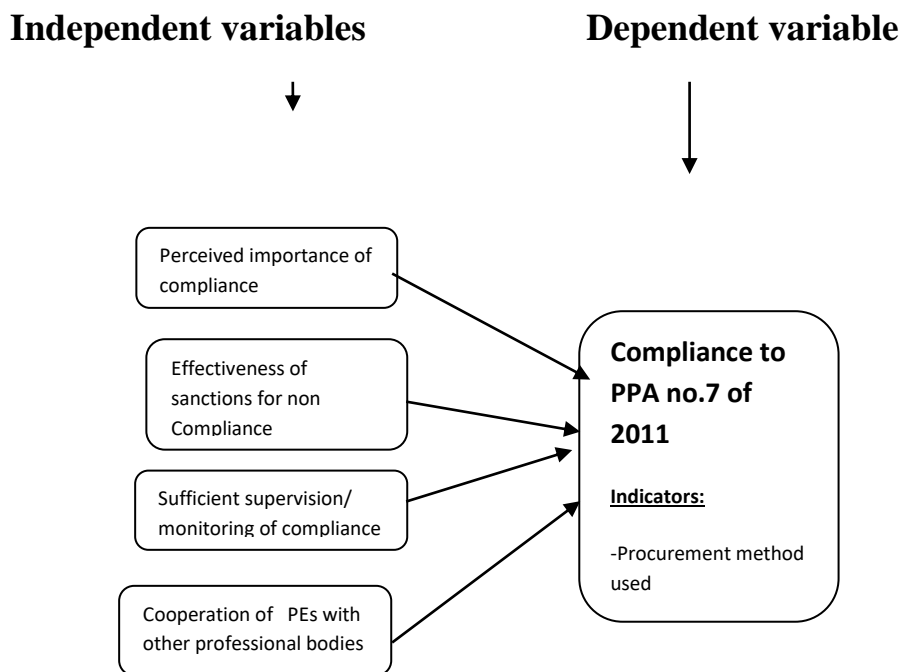 Independent variables
Dependent variable
Perceived importance of
compliance
Effectiveness of
sanctions for non
Compliance
Sufficient supervision/
monitoring of compliance
Cooperation of PEs with
other professional bodies
Compliance to
PPA no.7 of
2011
Indicators:
-Procurement method
used